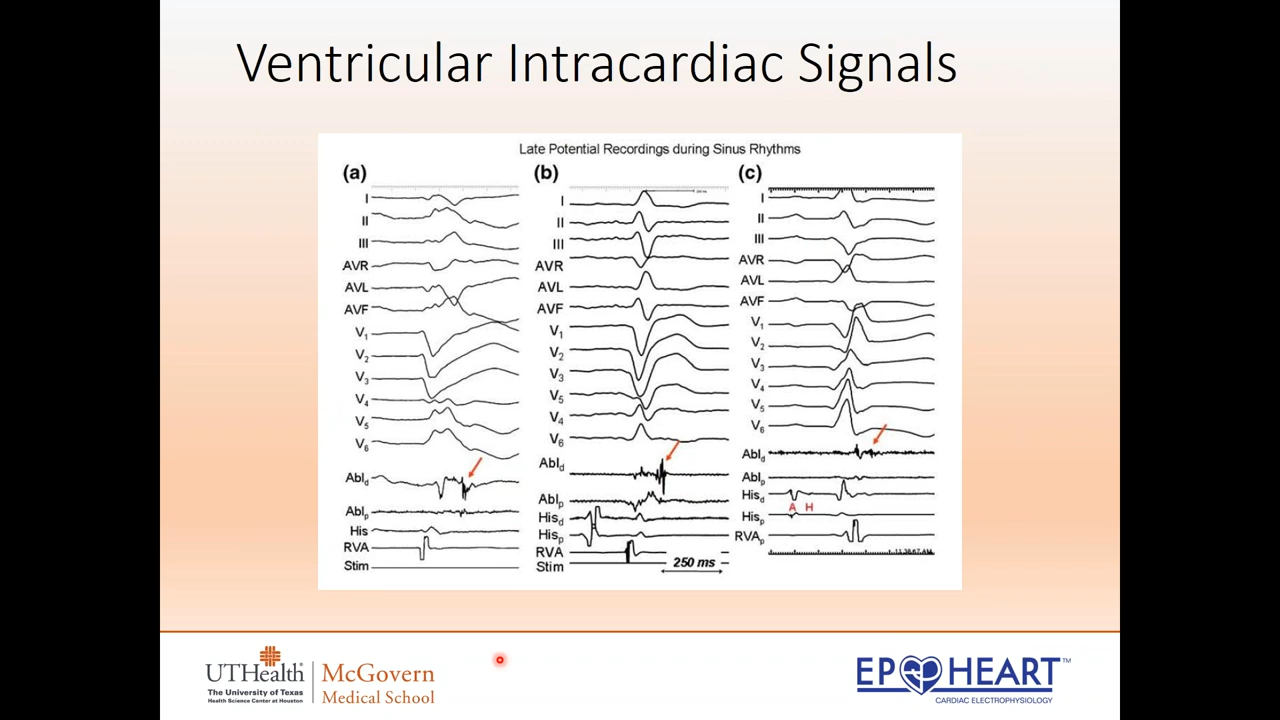 Ventricular Intracardiac Signals
Late Potential Recordings during Sinus Rhythms
(a)
I
II
III
AVR
AVL
AVF
V1
V2
V3
V4
V5
V6
Abld
Ablp
His
RVA
Stim
(b)
I
II
III
AVR
AVL
AVF
V1
V2
V3
V5
V4
V6
Abld
Ablp
Hisd
Hisp
RVA
Stim
250 ms
(c)
I
II
III
AVR
AVL
AVF
V1
V2
V3
V4
V5
V6
Abld
Ablp
Hisd
A H
Hisp
RVAp
UTHealth
The University of Texas
Health Science Center at Houston
McGovern
Medical School
EP HEART™
CARDIAC ELECTROPHYSIOLOGY